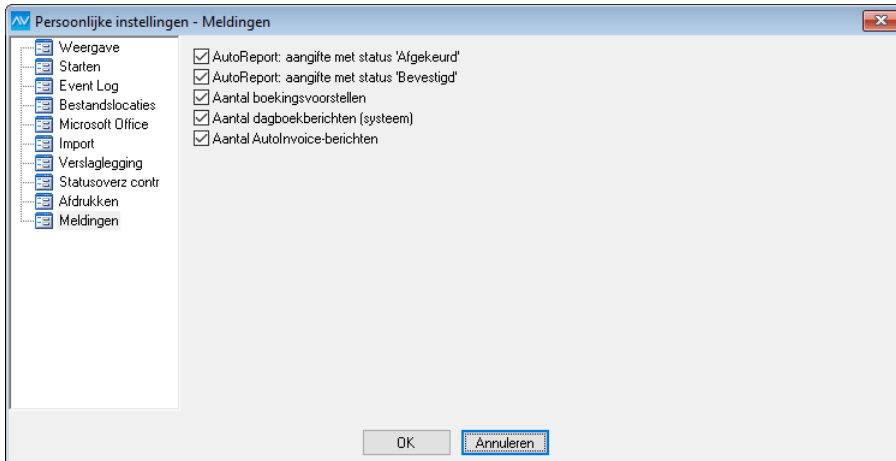 Persoonlijke instellingen - Meldingen
Weergave
Starten
Event Log
Bestandslocaties
Microsoft Office
Import
Verslaglegging
Statusoverz contr
Afdrukken
Meldingen
AutoReport: aangifte met status 'Afgekeurd'
AutoReport: aangifte met status 'Bevestigd'
Aantal boekingsvoorstellen
Aantal dagboekberichten (systeem)
Aantal AutoInvoice-berichten
OK
Annuleren